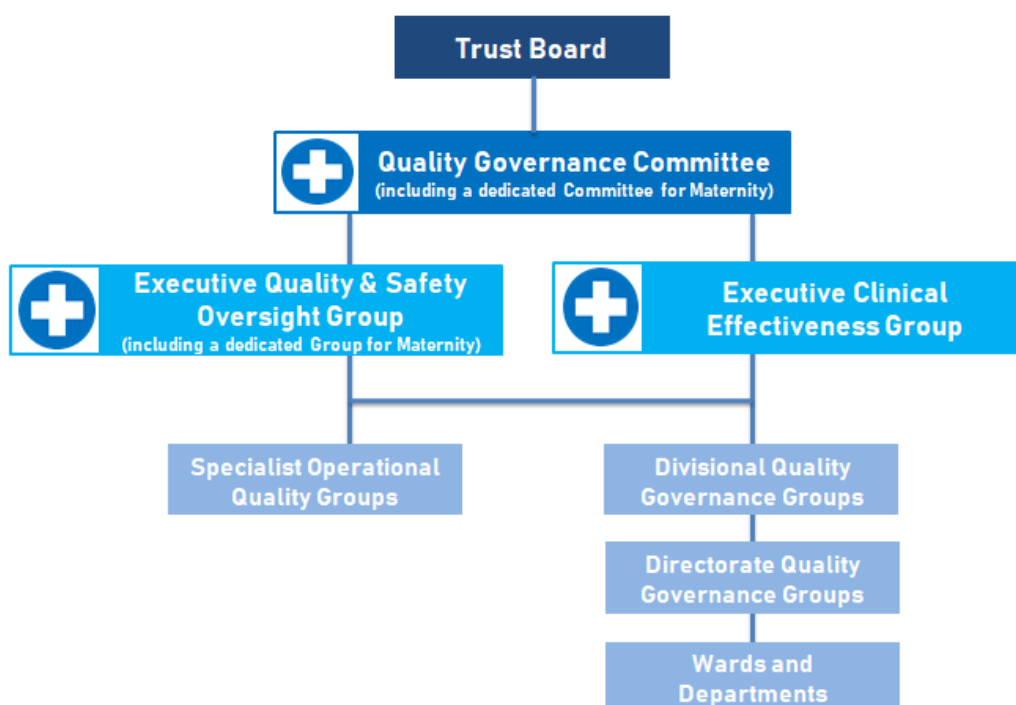 Trust Board
Quality Governance Committee
(including a dedicated Committee for Maternity)
Executive Quality & Safety
Oversight Group
(including a dedicated Group for Maternity)
Executive Clinical
Effectiveness Group
Specialist Operational
Quality Groups
Divisional Quality
Governance Groups
Directorate Quality
Governance Groups
Wards and
Departments